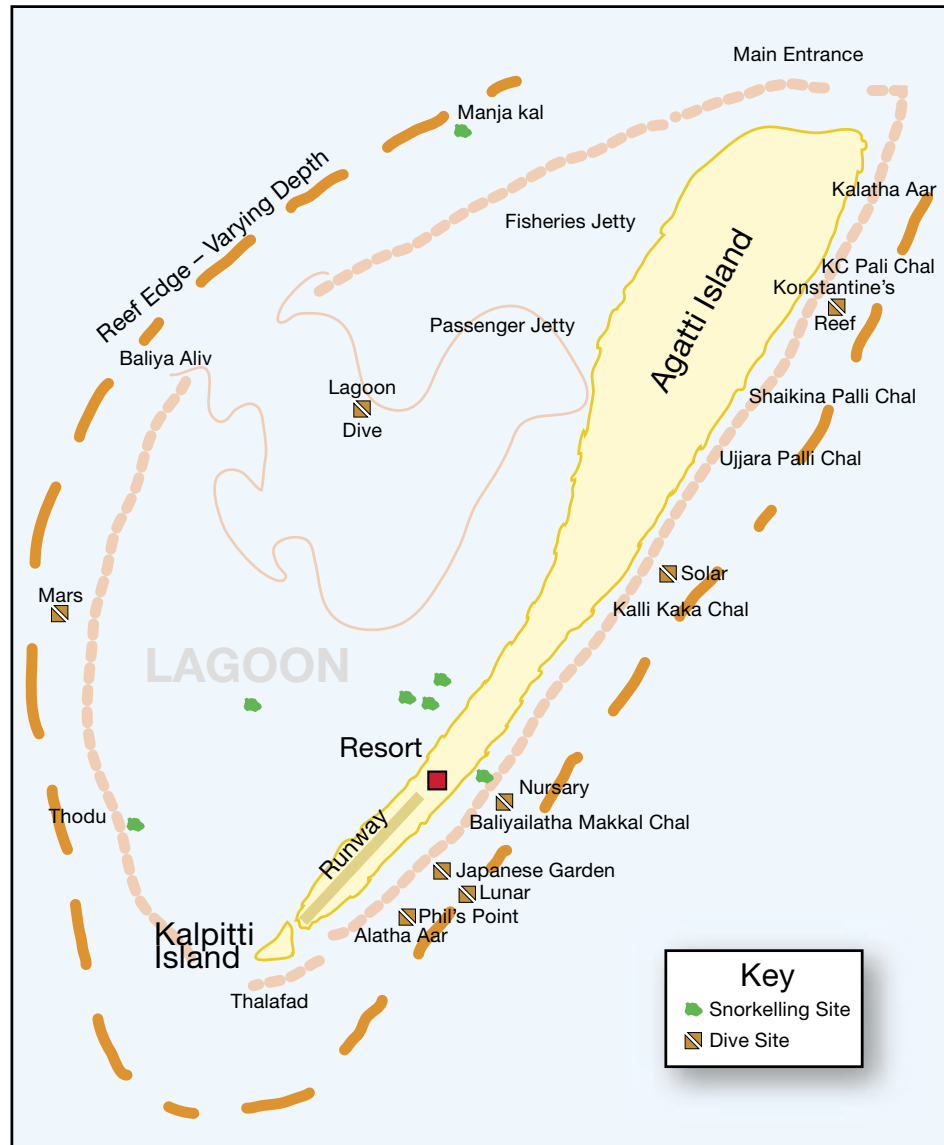 Main Entrance
Manja kal
Reef Edge – Varying Depth
Kalatha Aar
Fisheries Jetty
Agatti Island
KC Pali Chal
Konstantine's
Reef
Passenger Jetty
Baliya Aliv
Lagoon
Dive
Shaikina Palli Chal
Ujjara Palli Chal
Solar
Mars
Kalli Kaka Chal
LAGOON
Resort
Nursary
Thodu
Baliyailatha Makkal Chal
Runway
Japanese Garden
Lunar
Phil's Point
Alatha Aar
Kalpitti
Island
Thalafad
Key
Snorkelling Site
Dive Site